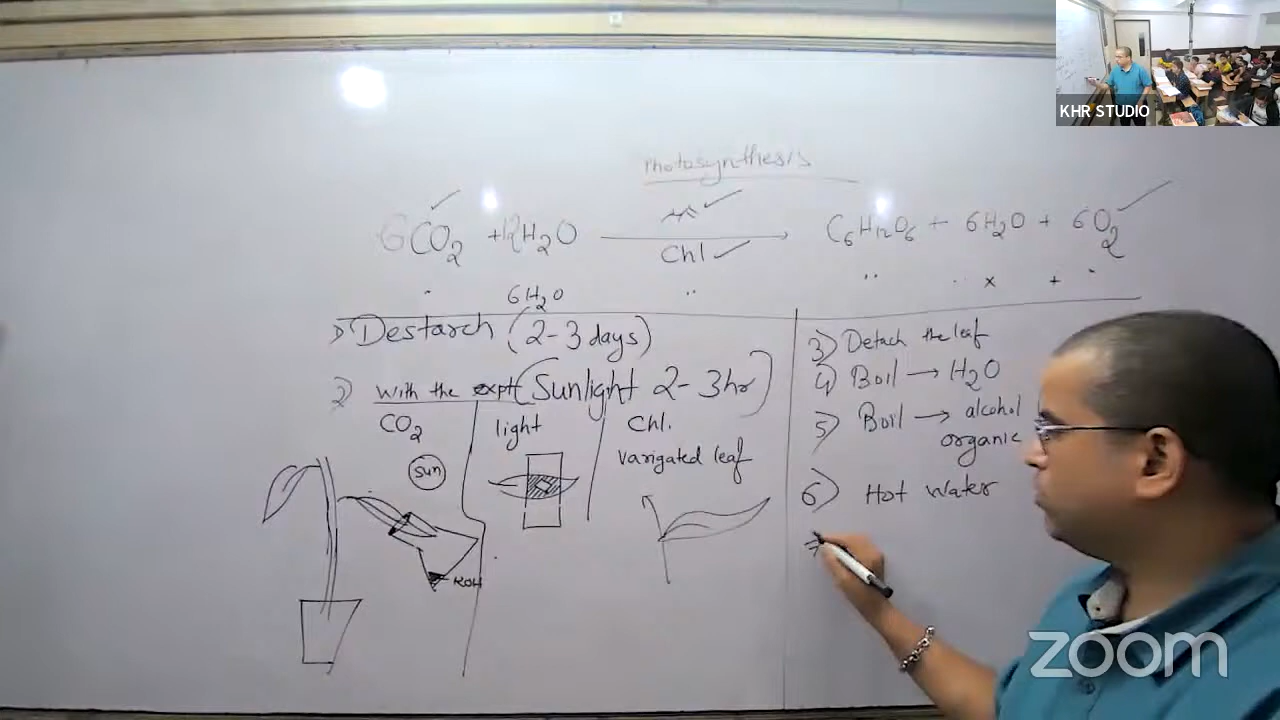 KHR STUDIO
Photosynthesis
6CO2 + 12H2O → C6H12O6 + 6H2O + 6O2
Chl
6H2O
1) Destarch (2-3 days)
2) With the expt (Sunlight 2-3hr)
CO2
light
Chl.
varigated leaf
Sun
KOH
3) Detach the leaf
4) Boil → H2O
5) Boil → alcohol
organic
6) Hot water
7
zoom